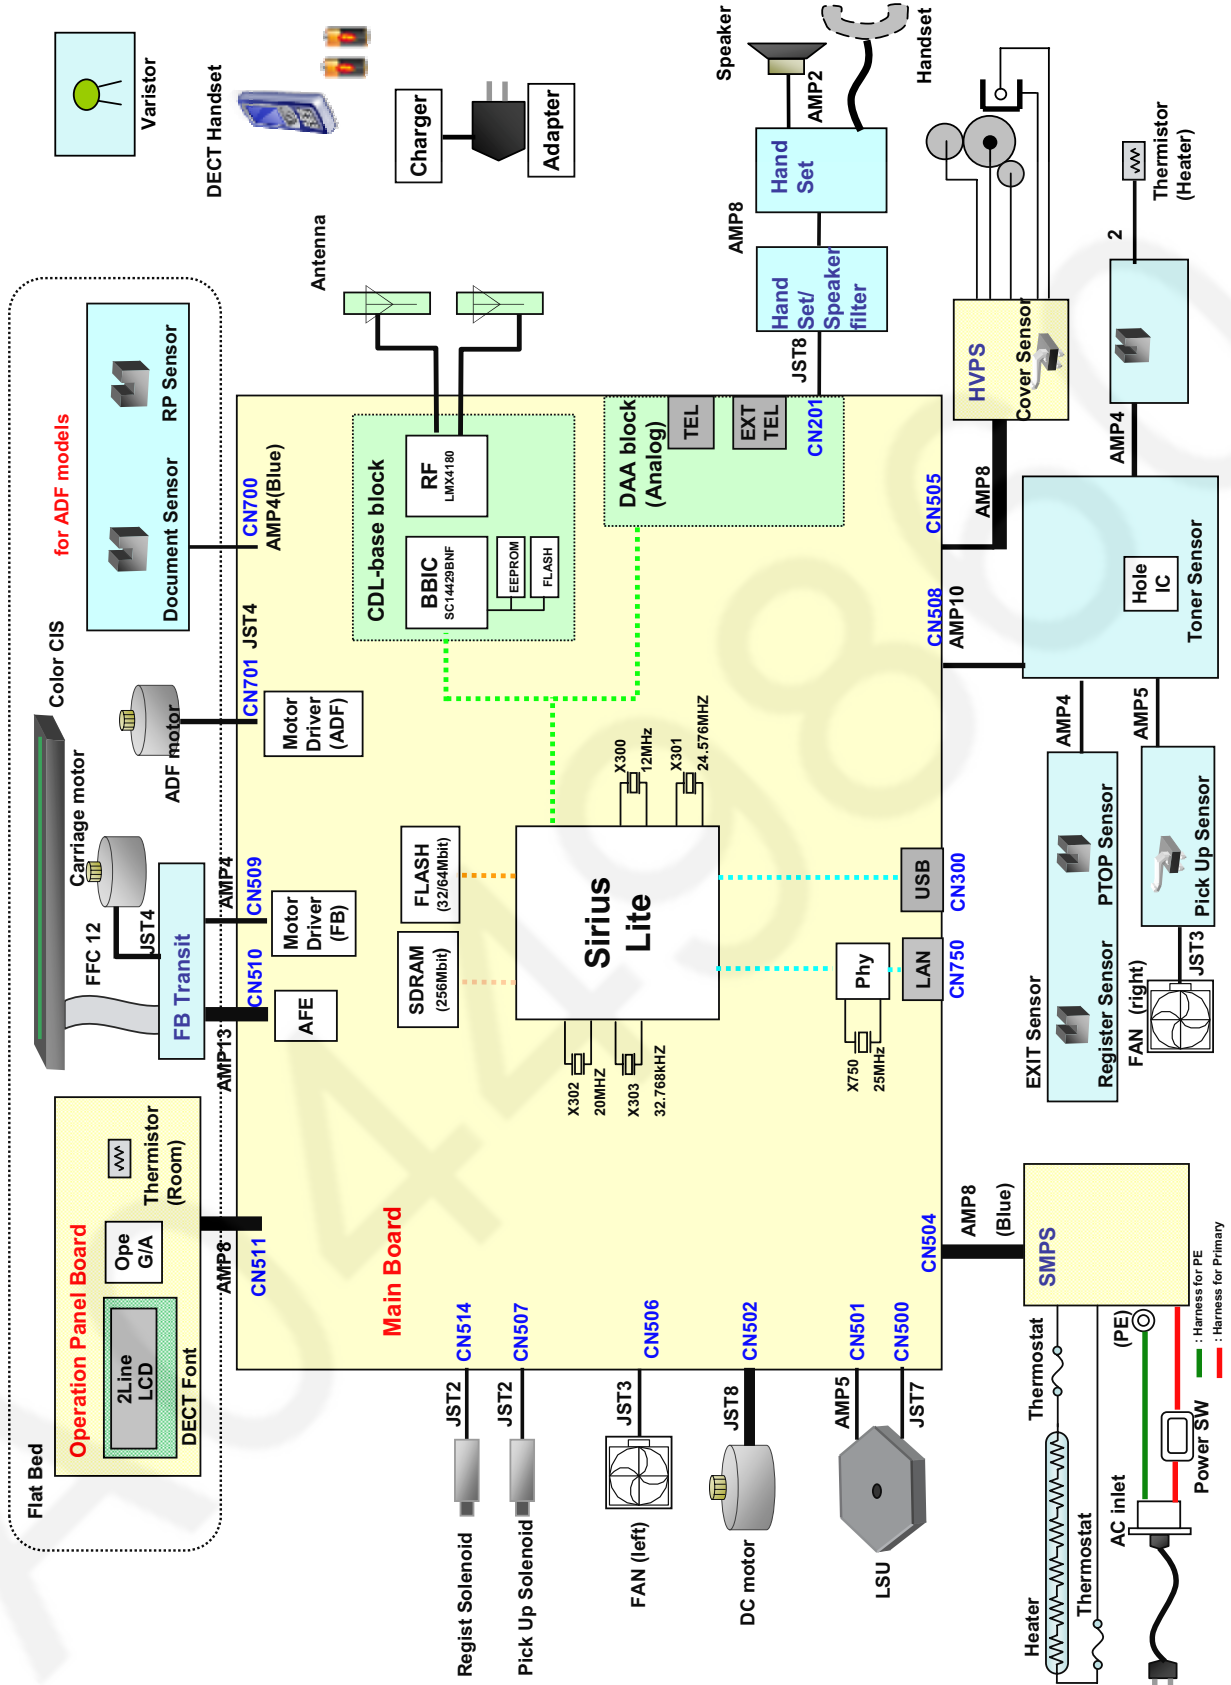 Flat Bed
Operation Panel Board
2Line
LCD
DECT Font
Ope
G/A
Thermistor
(Room)
AMP8
CN511
Color CIS
FFC 12
Carriage motor
JST4
FB Transit
AMP13
CN510
AMP4
CN509
AFE
Motor
Driver
(FB)
ADF motor
CN701
JST4
Motor
Driver
(ADF)
for ADF models
Document Sensor
RP Sensor
CN700
AMP4(Blue)
Varistor
DECT Handset
Charger
Adapter
Antenna
Main Board
CDL-base block
BBIC
SC14429BNF
RF
LMX4180
EEPROM
FLASH
DAA block
(Analog)
TEL
EXT
TEL
CN201
JST8
Hand
Set/
Speaker
filter
AMP8
Hand
Set
AMP2
Speaker
Handset
SDRAM
(256Mbit)
FLASH
(32/64Mbit)
Sirius
Lite
X300
12MHz
X301
24.576MHZ
X302
20MHZ
X303
32.768kHZ
Phy
X750
25MHz
LAN
CN750
USB
CN300
CN514
JST2
Regist Solenoid
CN507
JST2
Pick Up Solenoid
CN506
JST3
FAN (left)
CN502
JST8
DC motor
CN501
AMP5
CN500
JST7
LSU
CN504
AMP8
(Blue)
SMPS
Thermostat
Heater
Thermostat
(PE)
Power SW
AC inlet
: Harness for PE
: Harness for Primary
CN508
AMP10
CN505
AMP8
HVPS
Cover Sensor
Toner Sensor
Hole
IC
AMP4
2
Thermistor
(Heater)
AMP4
AMP5
EXIT Sensor
Register Sensor
PTOP Sensor
Pick Up Sensor
JST3
FAN (right)